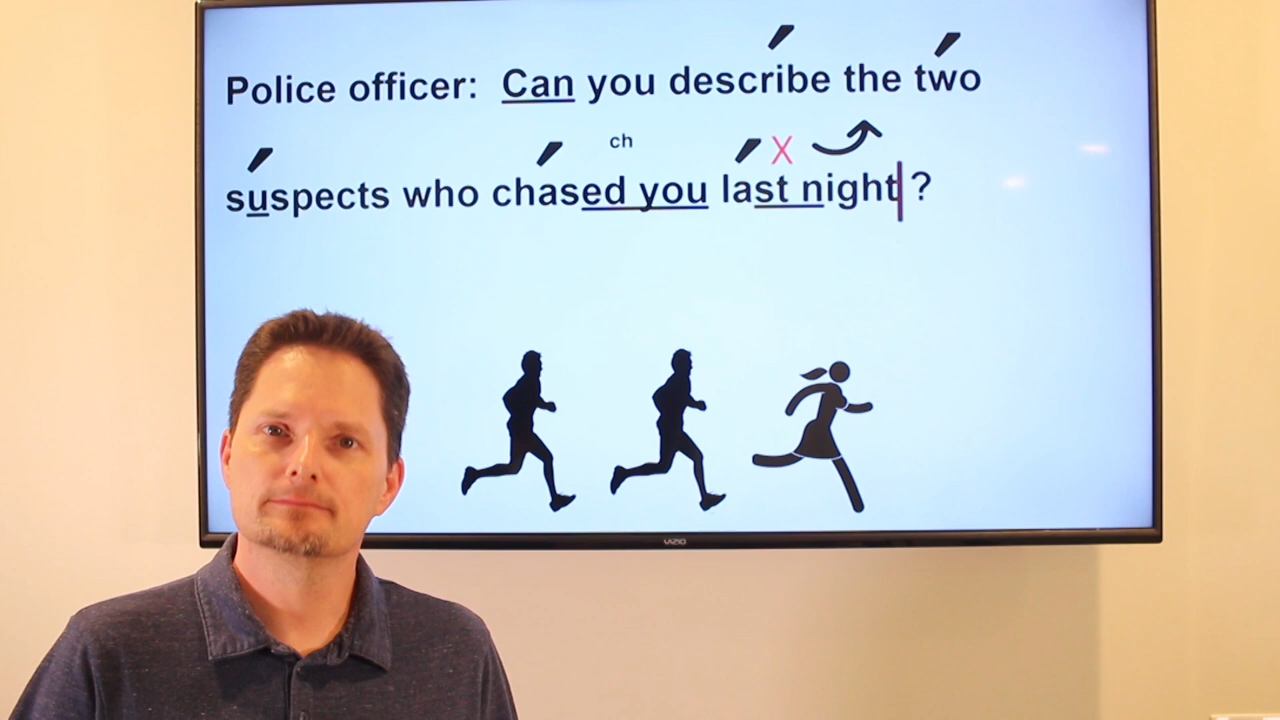 Police officer: Can you describe the two
ch
X
suspects who chased you last night ?
VIZIO